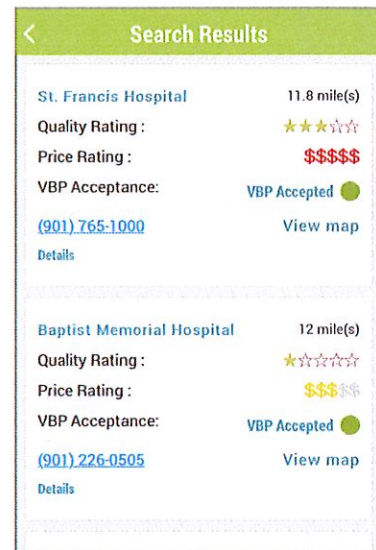 Search Results
St. Francis Hospital 11.8 mile(s)
Quality Rating :
Price Rating : $$$$$
VBP Acceptance: VBP Accepted
(901) 765-1000 View map
Details
Baptist Memorial Hospital 12 mile(s)
Quality Rating :
Price Rating : $$$$$
VBP Acceptance: VBP Accepted
(901) 226-0505 View map
Details